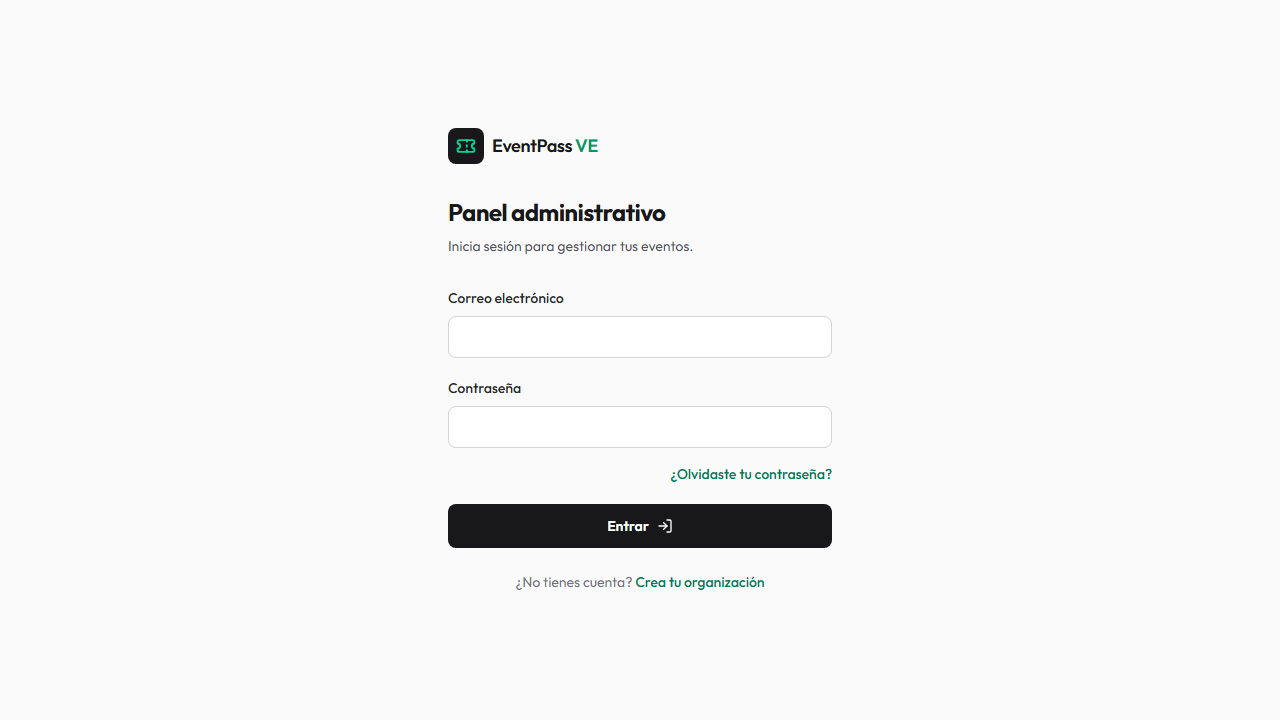 EventPass VE
Panel administrativo
Inicia sesión para gestionar tus eventos.
Correo electrónico
Contraseña
¿Olvidaste tu contraseña?
Entrar
¿No tienes cuenta? Crea tu organización